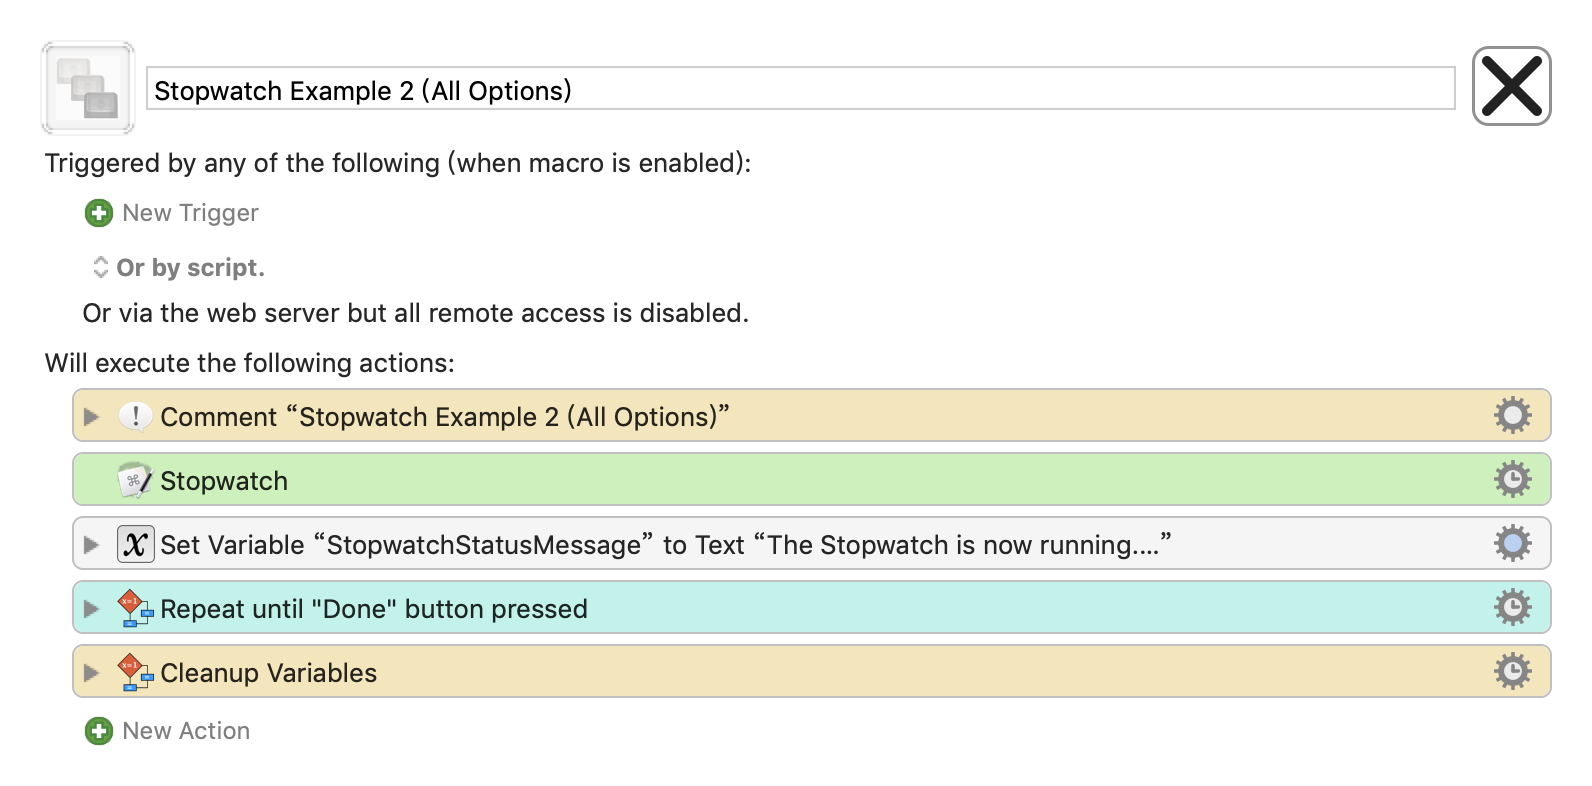 Stopwatch Example 2 (All Options)
Triggered by any of the following (when macro is enabled):
New Trigger
Or by script.
Or via the web server but all remote access is disabled.
Will execute the following actions:
Comment “Stopwatch Example 2 (All Options)”
Stopwatch
Set Variable “StopwatchStatusMessage” to Text “The Stopwatch is now running....”
Repeat until "Done" button pressed
Cleanup Variables
New Action